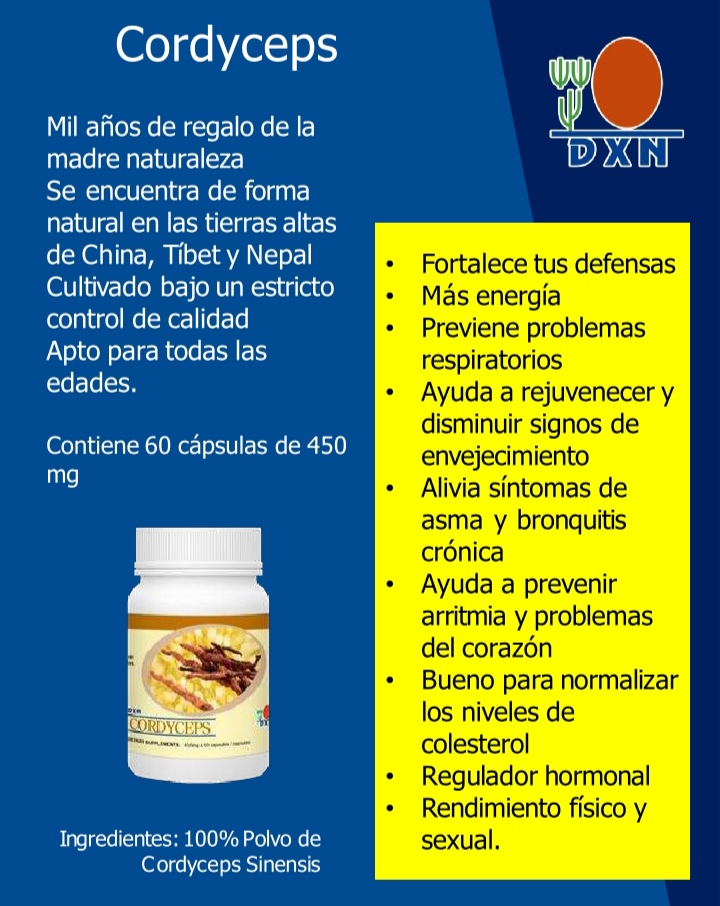 Cordyceps
DXN
Mil años de regalo de la
madre naturaleza
Se encuentra de forma
natural en las tierras altas
de China, Tíbet y Nepal
Cultivado bajo un estricto
control de calidad
Apto para todas las
edades.
Contiene 60 cápsulas de 450
mg
• Fortalece tus defensas
• Más energía
• Previene problemas
respiratorios
• Ayuda a rejuvenecer y
disminuir signos de
envejecimiento
• Alivia síntomas de
asma y bronquitis
crónica
• Ayuda a prevenir
arritmia y problemas
del corazón
• Bueno para normalizar
los niveles de
colesterol
• Regulador hormonal
• Rendimiento físico y
sexual.
CORDYCEPS
Ingredientes: 100% Polvo de
Cordyceps Sinensis